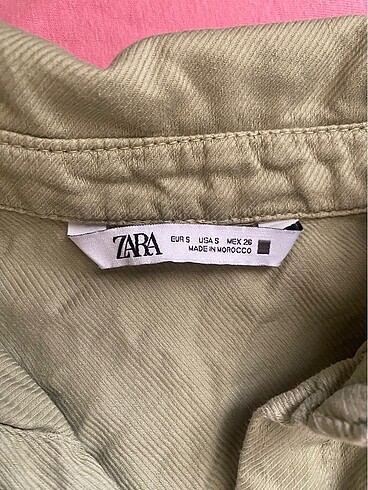 ZARA
EUR S USA S MEX 26
MADE IN MOROCCO